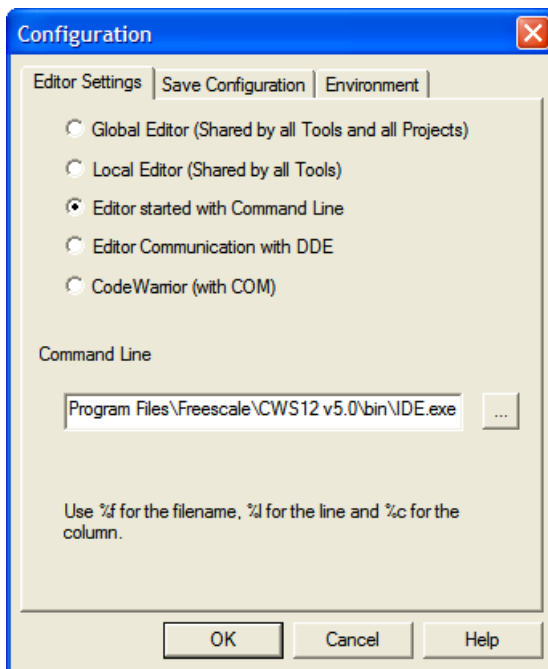 Configuration
Editor Settings Save Configuration Environment
Global Editor (Shared by all Tools and all Projects)
Local Editor (Shared by all Tools)
Editor started with Command Line
Editor Communication with DDE
CodeWarrior (with COM)
Command Line
Program Files\Freescale\CWS12 v5.0\bin\IDE.exe ...
Use %f for the filename, %l for the line and %c for the
column.
OK Cancel Help